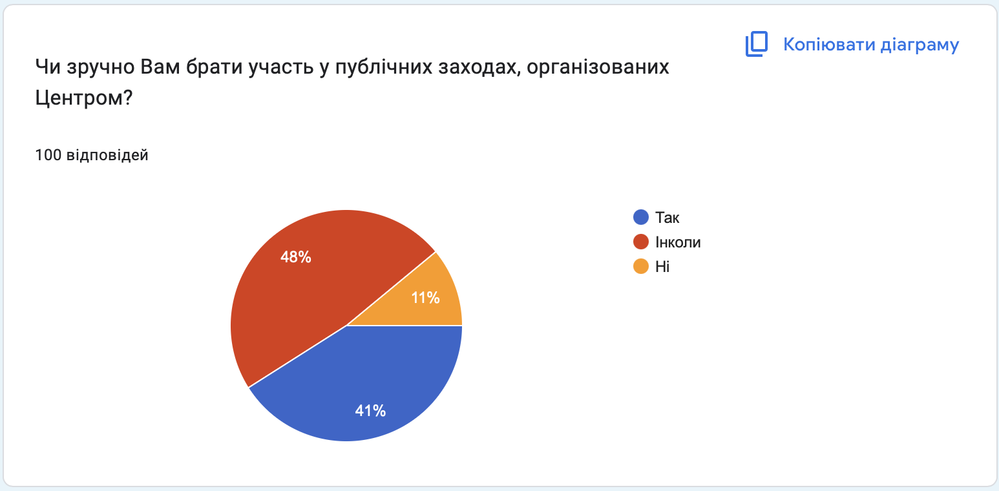 Копіювати діаграму
Чи зручно Вам брати участь у публічних заходах, організованих
Центром?
100 відповідей
Так
Інколи
Ні
48%
11%
41%